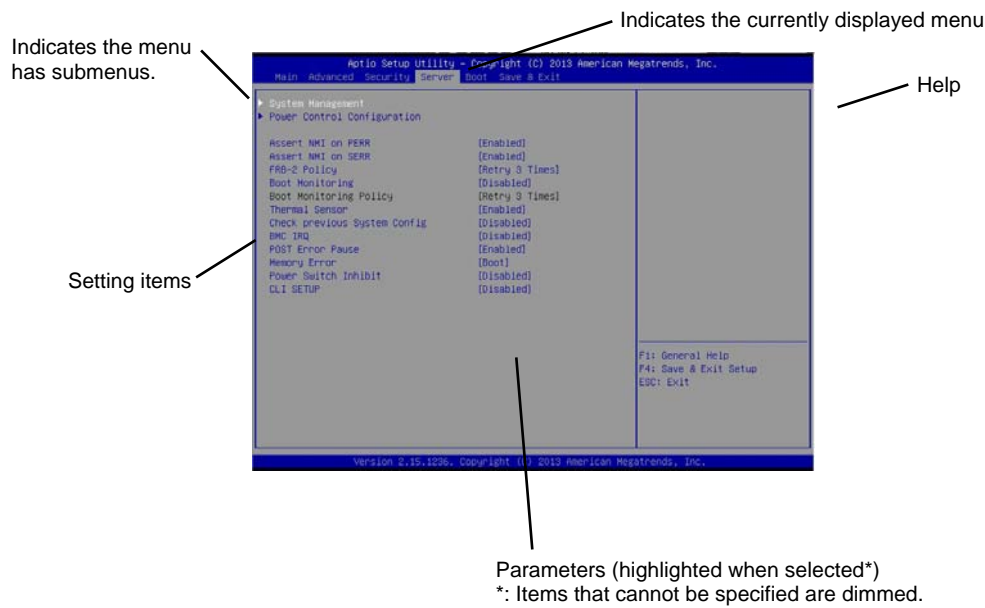 Indicates the currently displayed menu
Indicates the menu
has submenus.
Help
Aptio Setup Utility – Copyright (C) 2013 American Megatrends, Inc.
Main Advanced Security Server Boot Save & Exit
System Management
Power Control Configuration
Assert NMI on PERR [Enabled]
Assert NMI on SERR [Enabled]
FRB-2 Policy [Retry 3 Times]
Boot Monitoring [Disabled]
Boot Monitoring Policy [Retry 3 Times]
Thermal Sensor [Enabled]
Check previous System Config [Disabled]
BMC IRQ [Disabled]
POST Error Pause [Enabled]
Memory Error [Boot]
Power Switch Inhibit [Disabled]
CLI SETUP [Disabled]
Setting items
F1: General Help
F4: Save & Exit Setup
ESC: Exit
Version 2.15.1236. Copyright (C) 2013 American Megatrends, Inc.
Parameters (highlighted when selected*)
*: Items that cannot be specified are dimmed.